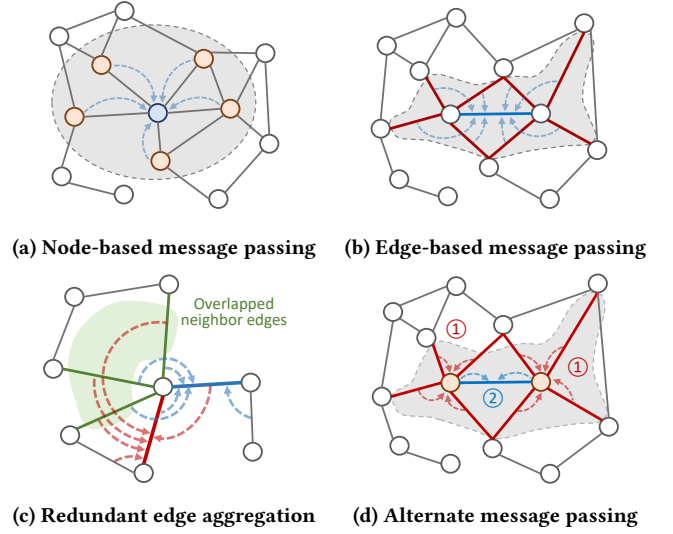 (a) Node-based message passing
(b) Edge-based message passing
Overlapped
neighbor edges
(c) Redundant edge aggregation
①
①
②
(d) Alternate message passing